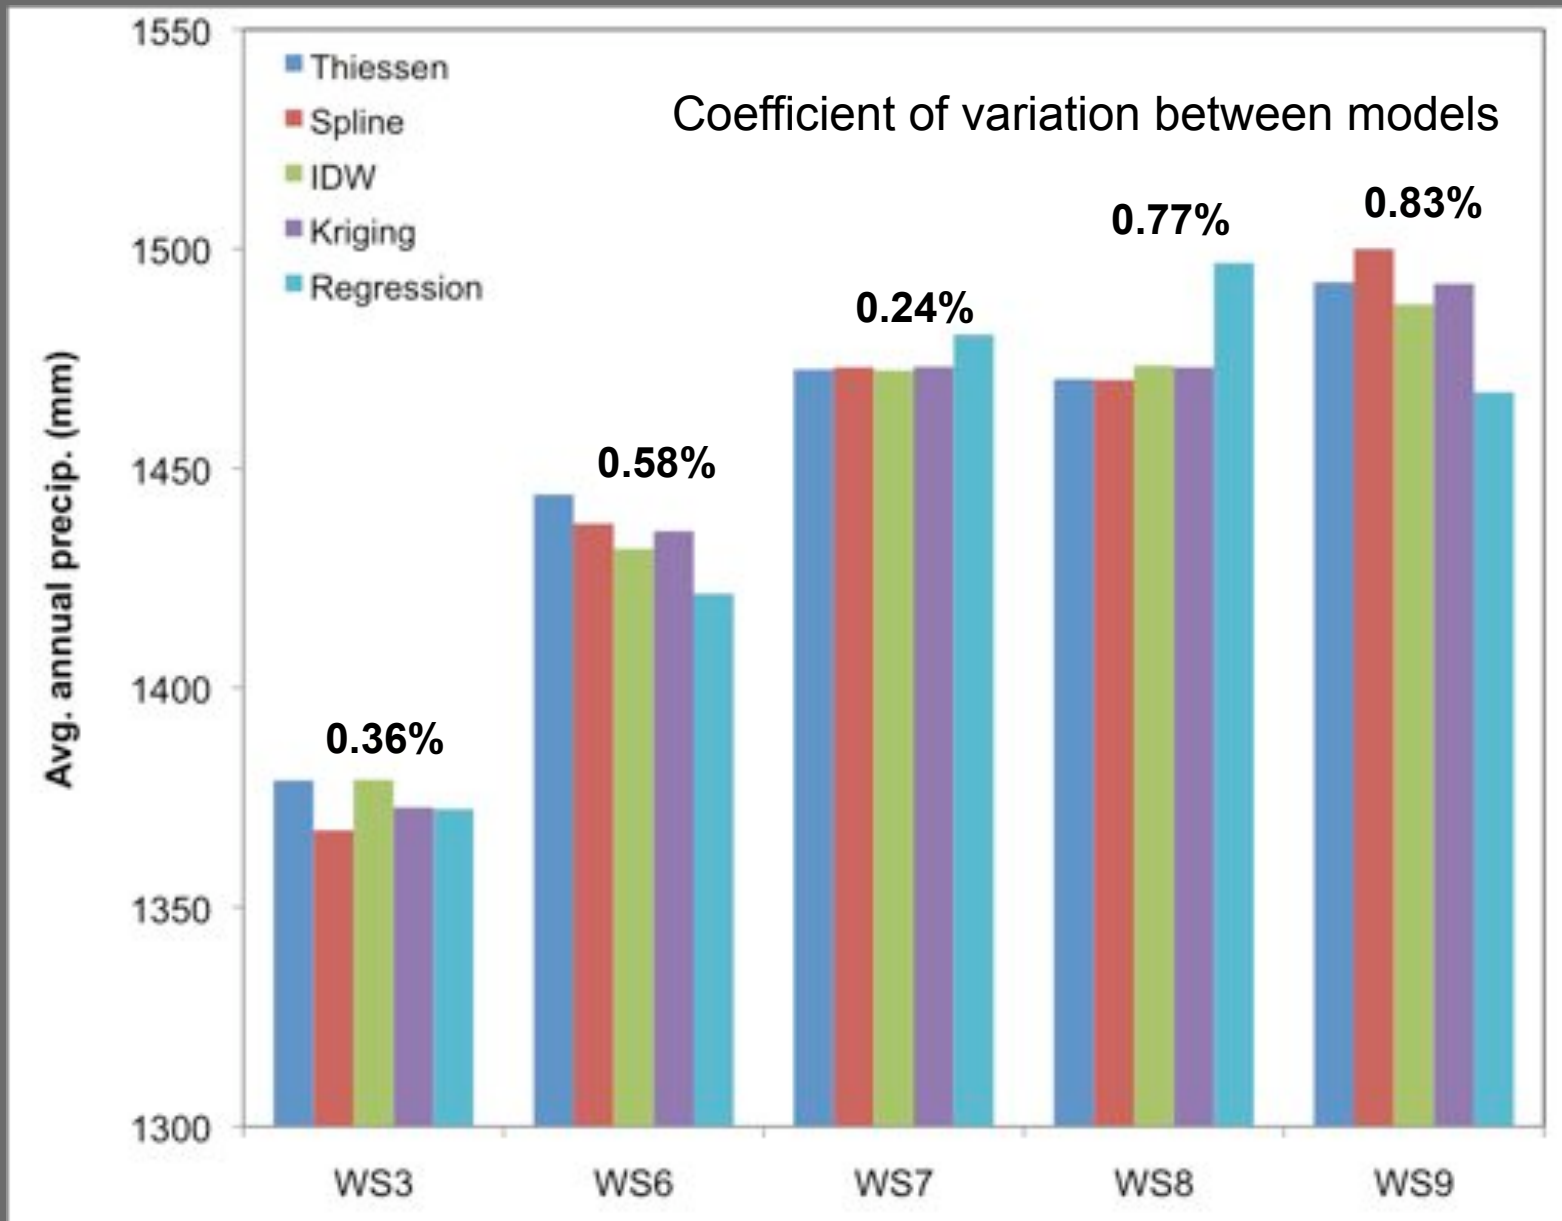 1550
Thiessen
Coefficient of variation between models
Spline
IDW
0.83%
0.77%
Kriging
1500
Regression
0.24%
Avg. annual precip. (mm)
1450
0.58%
1400
0.36%
1350
1300
WS3 WS6 WS7 WS8 WS9